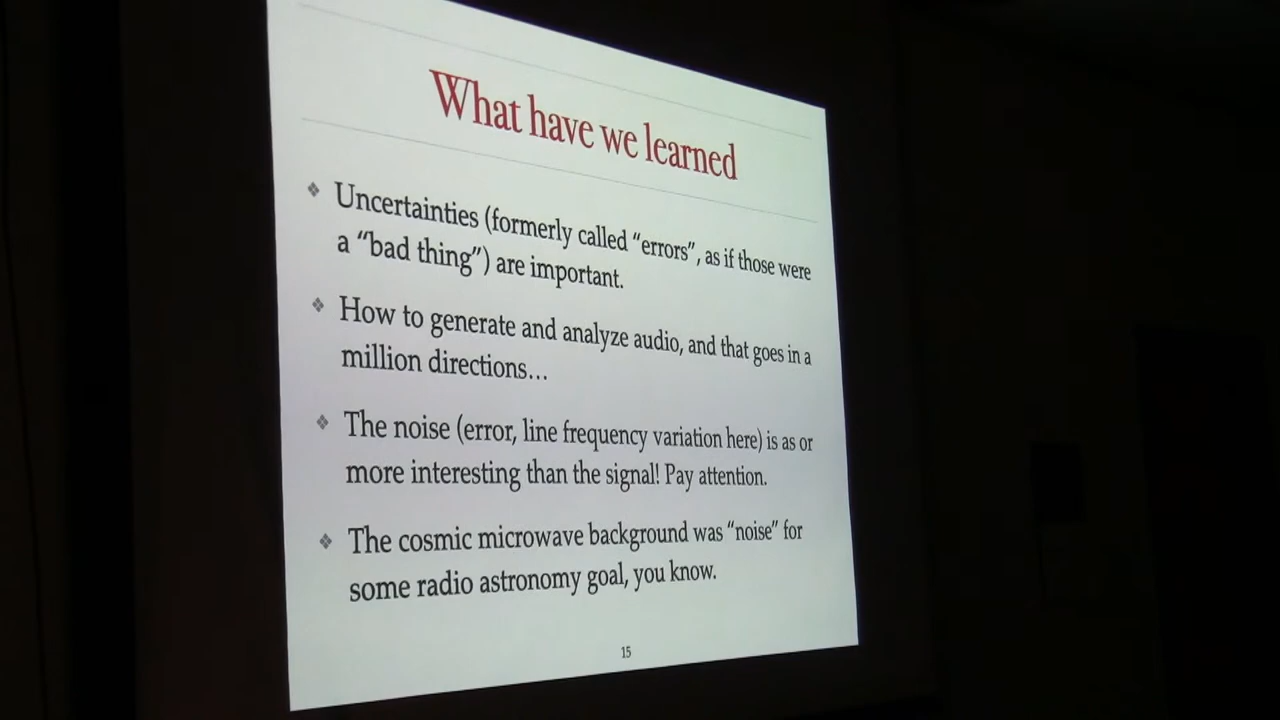 What have we learned
❖ Uncertainties (formerly called “errors”, as if those were
a “bad thing”) are important.
❖ How to generate and analyze audio, and that goes in a
million directions…
❖ The noise (error, line frequency variation here) is as or
more interesting than the signal! Pay attention.
❖ The cosmic microwave background was “noise” for
some radio astronomy goal, you know.
15